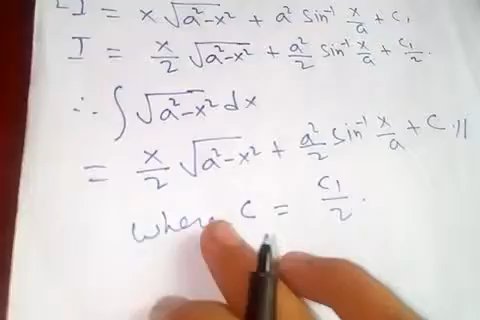 2I = x √(a²-x²) + a² sin⁻¹ x/a + C₁
I = x/2 √(a²-x²) + a²/2 sin⁻¹ x/a + C₁/2 .
∴ ∫ √(a²-x²) dx
= x/2 √(a²-x²) + a²/2 sin⁻¹ x/a + C //
where C = C₁/2 .